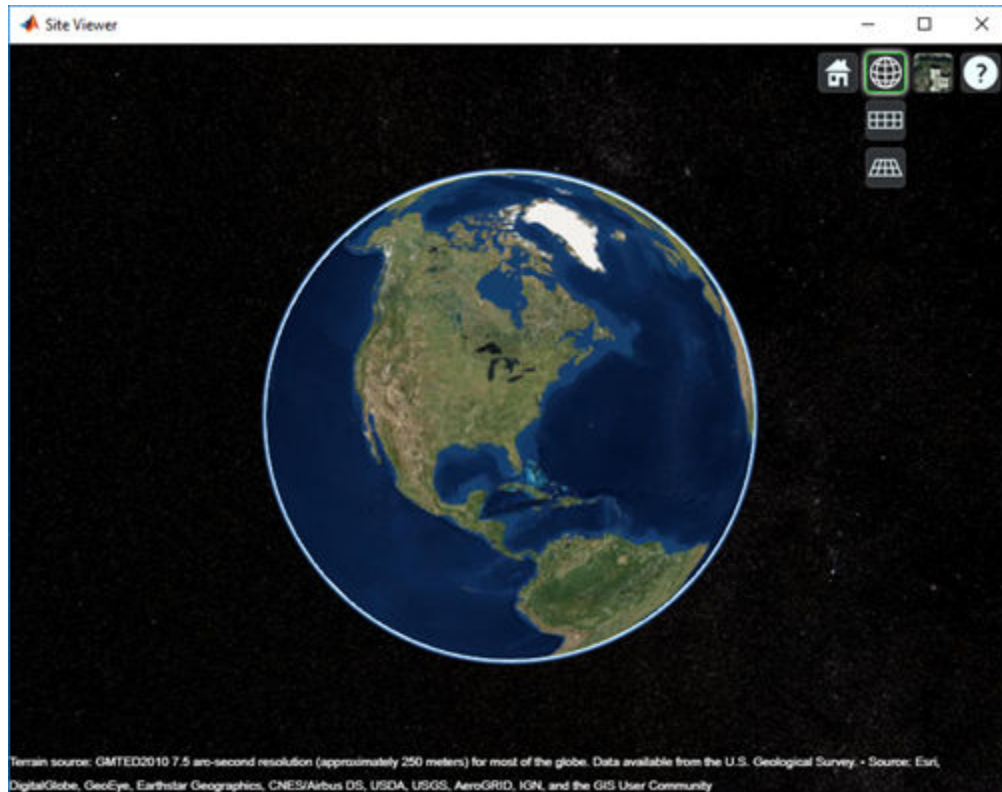 Site Viewer
?
Terrain source: GMTED2010 7.5 arc-second resolution (approximately 250 meters) for most of the globe. Data available from the U.S. Geological Survey. • Source: Esri,
DigitalGlobe, GeoEye, Earthstar Geographics, CNES/Airbus DS, USDA, USGS, AeroGRID, IGN, and the GIS User Community